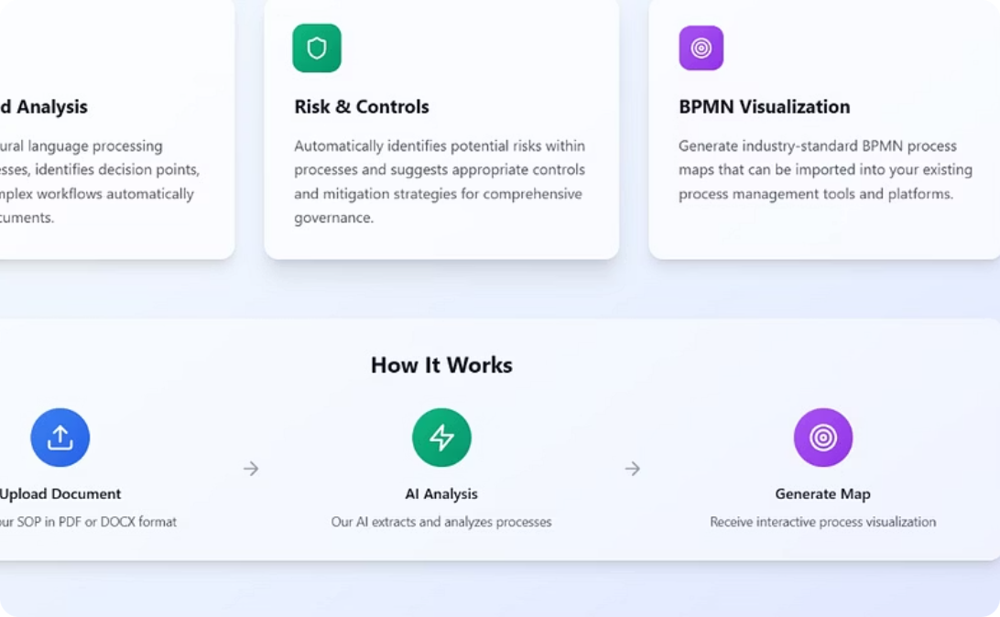 d Analysis
ural language processing
esses, identifies decision points,
mplex workflows automatically
cuments.
Risk & Controls
Automatically identifies potential risks within
processes and suggests appropriate controls
and mitigation strategies for comprehensive
governance.
BPMN Visualization
Generate industry-standard BPMN process
maps that can be imported into your existing
process management tools and platforms.
How It Works
Upload Document
our SOP in PDF or DOCX format
AI Analysis
Our AI extracts and analyzes processes
Generate Map
Receive interactive process visualization